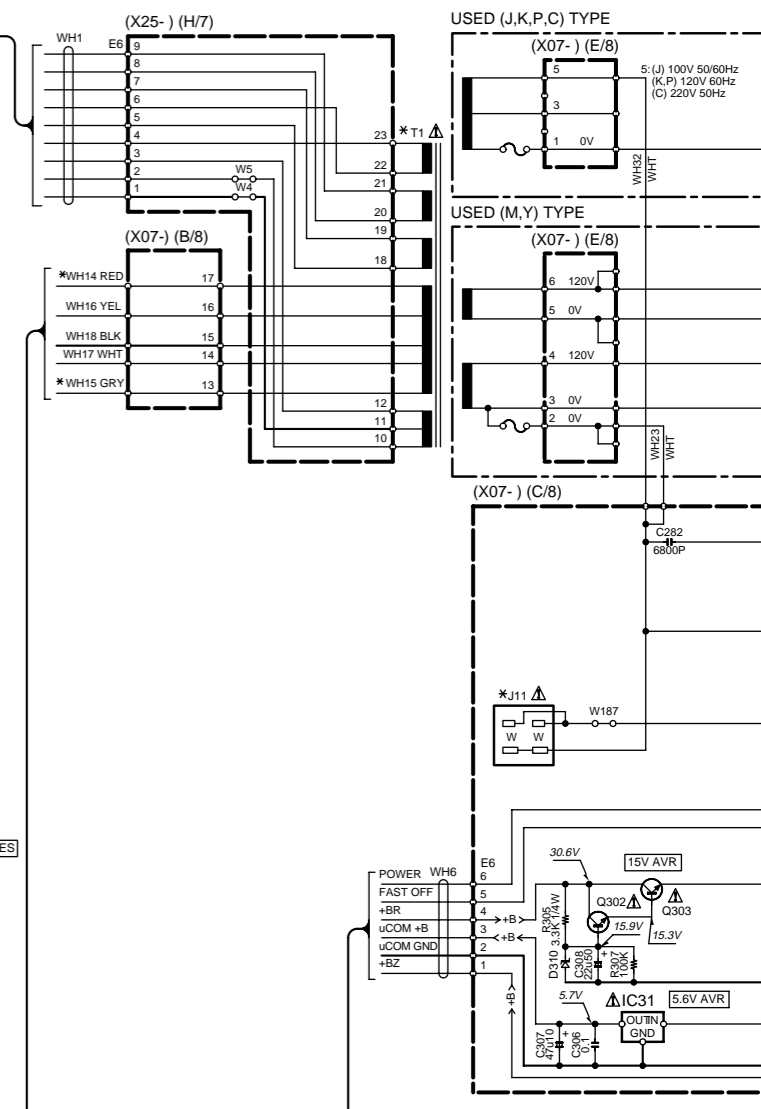 USED (J,K,P,C) TYPE
(X25- ) (H/7)
WH1
E6
9
8
7
6
5
4
3
2
1
W5
W4
23
* T1
22
21
20
19
18
12
11
10
(X07- ) (E/8)
5
3
1
0V
5:(J) 100V 50/60Hz
(K,P) 120V 60Hz
(C) 220V 50Hz
WH32
WHT
(X07-) (B/8)
*WH14 RED
17
WH16 YEL
16
WH18 BLK
15
WH17 WHT
14
*WH15 GRY
13
USED (M,Y) TYPE
(X07- ) (E/8)
6 120V
5 0V
4 120V
3 0V
2 0V
WH23
WHT
(X07- ) (C/8)
C282
6800P
*J11
W187
W W
ES
POWER
FAST OFF
+BR
uCOM +B
uCOM GND
+BZ
WH6
E6
6
5
4
3
2
1
+B
+B
+B
30.6V
15V AVR
Q302
Q303
15.9V
15.3V
R305
3.3K 1/4W
D310
C308
22u50
+
R307
100K
5.7V
IC31
5.6V AVR
OUT IN
GND
C307
47u10
+
C306
0.1